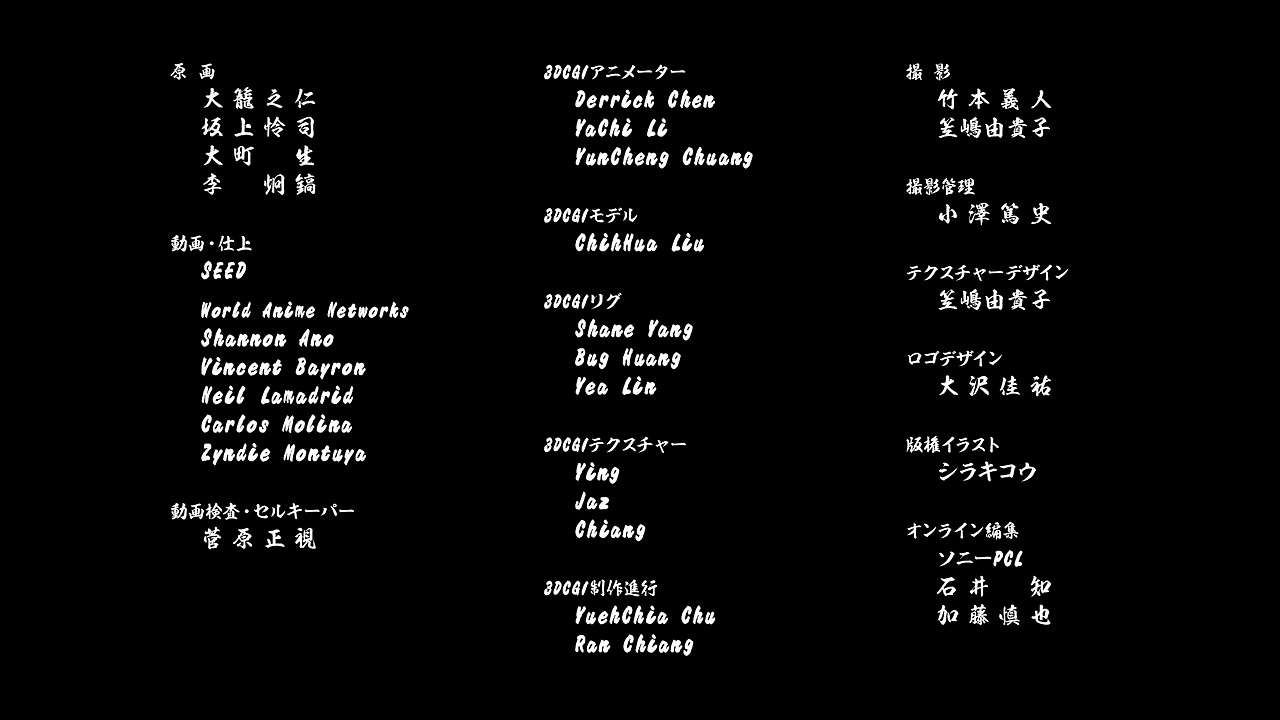 原画
大籠之仁
坂上怜司
大町 生
李 炯鎬
動画・仕上
SEED
World Anime Networks
Shannon Ano
Vincent Bayron
Neil Lamadrid
Carlos Molina
Zyndie Montuya
動画検査・セルキーパー
菅原正視
3DCGIアニメーター
Derrick Chen
YaChi Li
YunCheng Chuang
3DCGIモデル
ChihHua Liu
3DCGIリグ
Shane Yang
Bug Huang
Yea Lin
3DCGIテクスチャー
Ying
Jaz
Chiang
3DCGI制作進行
YuehChia Chu
Ran Chiang
撮影
竹本義人
笠嶋由貴子
撮影管理
小澤篤史
テクスチャーデザイン
笠嶋由貴子
ロゴデザイン
大沢佳祐
版権イラスト
シラキコウ
オンライン編集
ソニーPCL
石井 知
加藤慎也